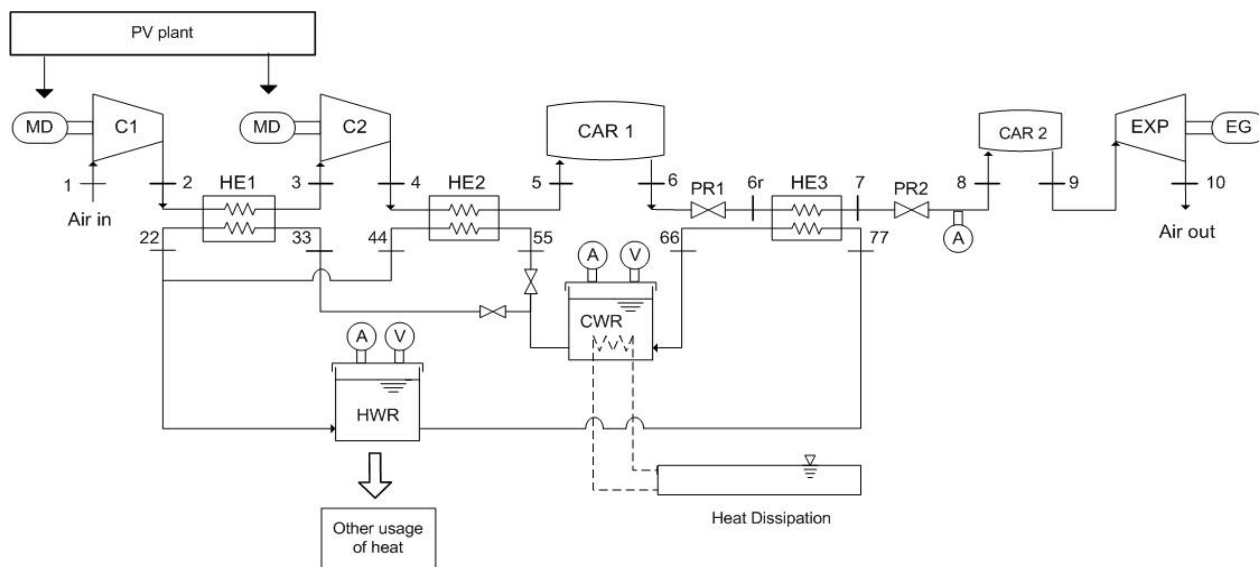 PV plant
MD
C1
MD
C2
CAR 1
CAR 2
EXP
EG
1
2
HE1
3
4
HE2
5
6
PR1
6r
HE3
7
PR2
8
9
10
Air in
A
Air out
22
33
44
55
66
77
A
V
CWR
A
V
HWR
Other usage
of heat
Heat Dissipation